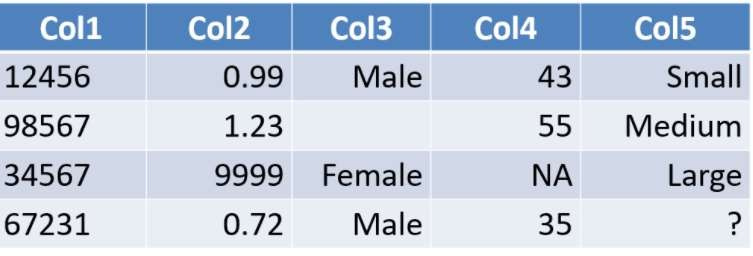 Col1 Col2 Col3 Col4 Col5
12456 0.99 Male 43 Small
98567 1.23 55 Medium
34567 9999 Female NA Large
67231 0.72 Male 35 ?